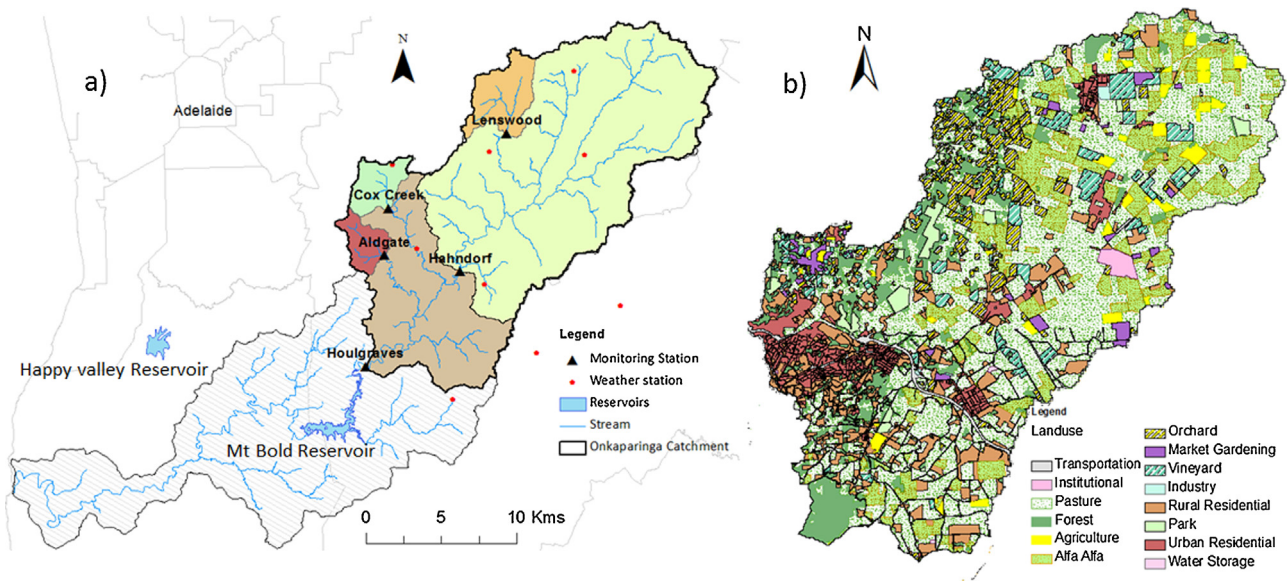 a)
N
Adelaide
Lenswood
Cox Creek
Aldgate
Hahndorf
Houlgraves
Happy valley Reservoir
Mt Bold Reservoir
Legend
Monitoring Station
Weather station
Reservoirs
Stream
Onkaparinga Catchment
0 5 10 Kms
b)
N
Legend
Landuse
Transportation
Institutional
Pasture
Forest
Agriculture
Alfa Alfa
Orchard
Market Gardening
Vineyard
Industry
Rural Residential
Park
Urban Residential
Water Storage